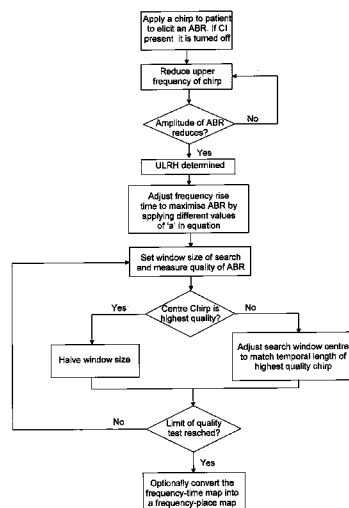 Apply a chirp to patient
to elicit an ABR. If CI
present it is turned off
Reduce upper
frequency of chirp
Amplitude of ABR
reduces?
No
Yes
ULRH determined
Adjust frequency rise
time to maximise ABR by
applying different values
of 'a' in equation
Set window size of search
and measure quality of ABR
Yes
Centre Chirp is
highest quality?
No
Halve window size
Adjust search window centre
to match temporal length of
highest quality chirp
No
Limit of quality
test reached?
Yes
Optionally convert the
frequency-time map into
a frequency-place map